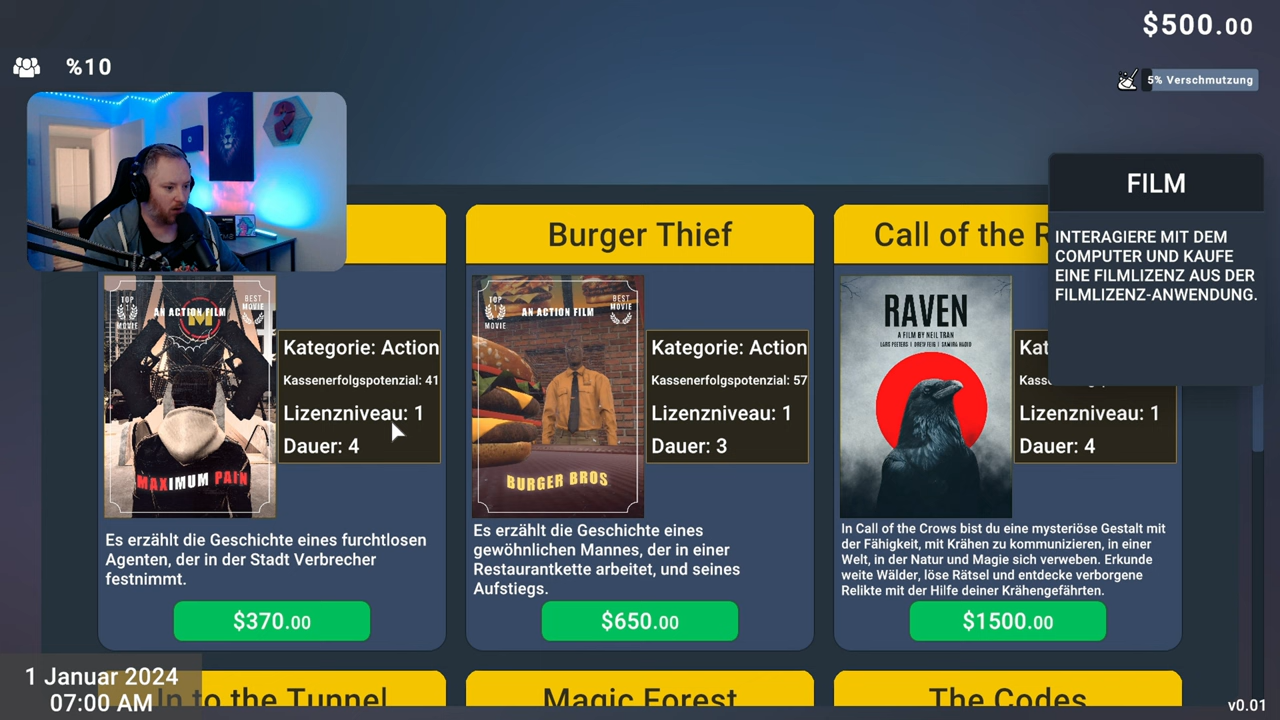 $500.00
%10
5% Verschmutzung
FILM
INTERAGIERE MIT DEM
COMPUTER UND KAUFE
EINE FILMLIZENZ AUS DER
FILMLIZENZ-ANWENDUNG.
TOP
1
MOVIE
AN ACTION FILM
M
BEST
MOVIE
MAXIMUM PAIN
Kategorie: Action
Kassenerfolgspotenzial: 41
Lizenzniveau: 1
Dauer: 4
Es erzählt die Geschichte eines furchtlosen
Agenten, der in der Stadt Verbrecher
festnimmt.
$370.00
Burger Thief
TOP
1
MOVIE
AN ACTION FILM
BEST
MOVIE
BURGER BROS
Kategorie: Action
Kassenerfolgspotenzial: 57
Lizenzniveau: 1
Dauer: 3
Es erzählt die Geschichte eines
gewöhnlichen Mannes, der in einer
Restaurantkette arbeitet, und seines
Aufstiegs.
$650.00
Call of the
RAVEN
A FILM BY NEIL TRAN
Kat
Lizenzniveau: 1
Dauer: 4
In Call of the Crows bist du eine mysteriöse Gestalt mit
der Fähigkeit, mit Krähen zu kommunizieren, in einer
Welt, in der Natur und Magie sich verweben. Erkunde
weite Wälder, löse Rätsel und entdecke verborgene
Relikte mit der Hilfe deiner Krähengefährten.
$1500.00
In to the Tunnel
Magic Forest
The Codes
1 Januar 2024
07:00 AM
v0.01